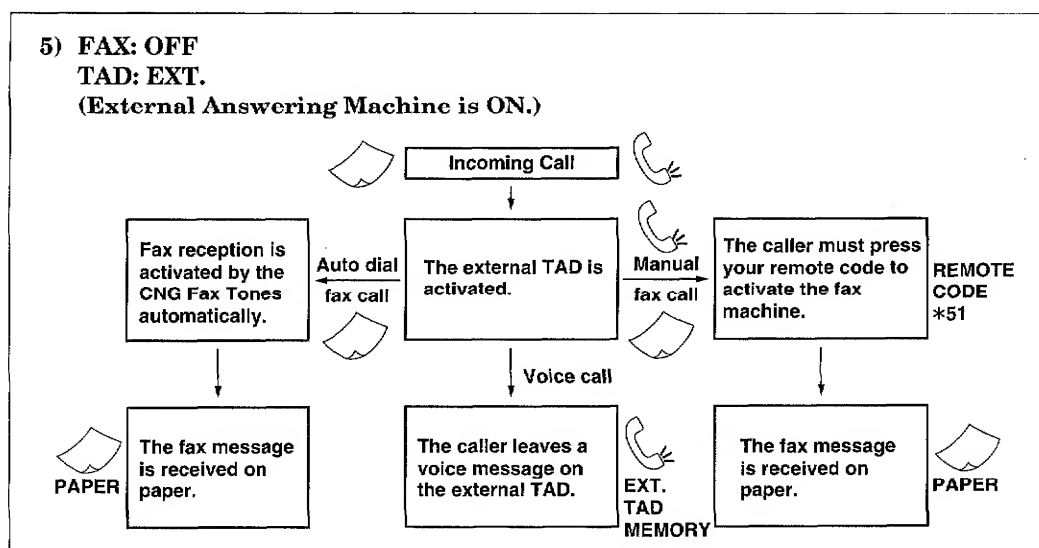 5) FAX: OFF
TAD: EXT.
(External Answering Machine is ON.)
Incoming Call
Fax reception is
activated by the
CNG Fax Tones
automatically.
Auto dial
fax call
The external TAD is
activated.
Manual
fax call
The caller must press
your remote code to
activate the fax
machine.
REMOTE
CODE
*51
Voice call
PAPER
The fax message
is received on
paper.
The caller leaves a
voice message on
the external TAD.
EXT.
TAD
MEMORY
The fax message
is received on
paper.
PAPER